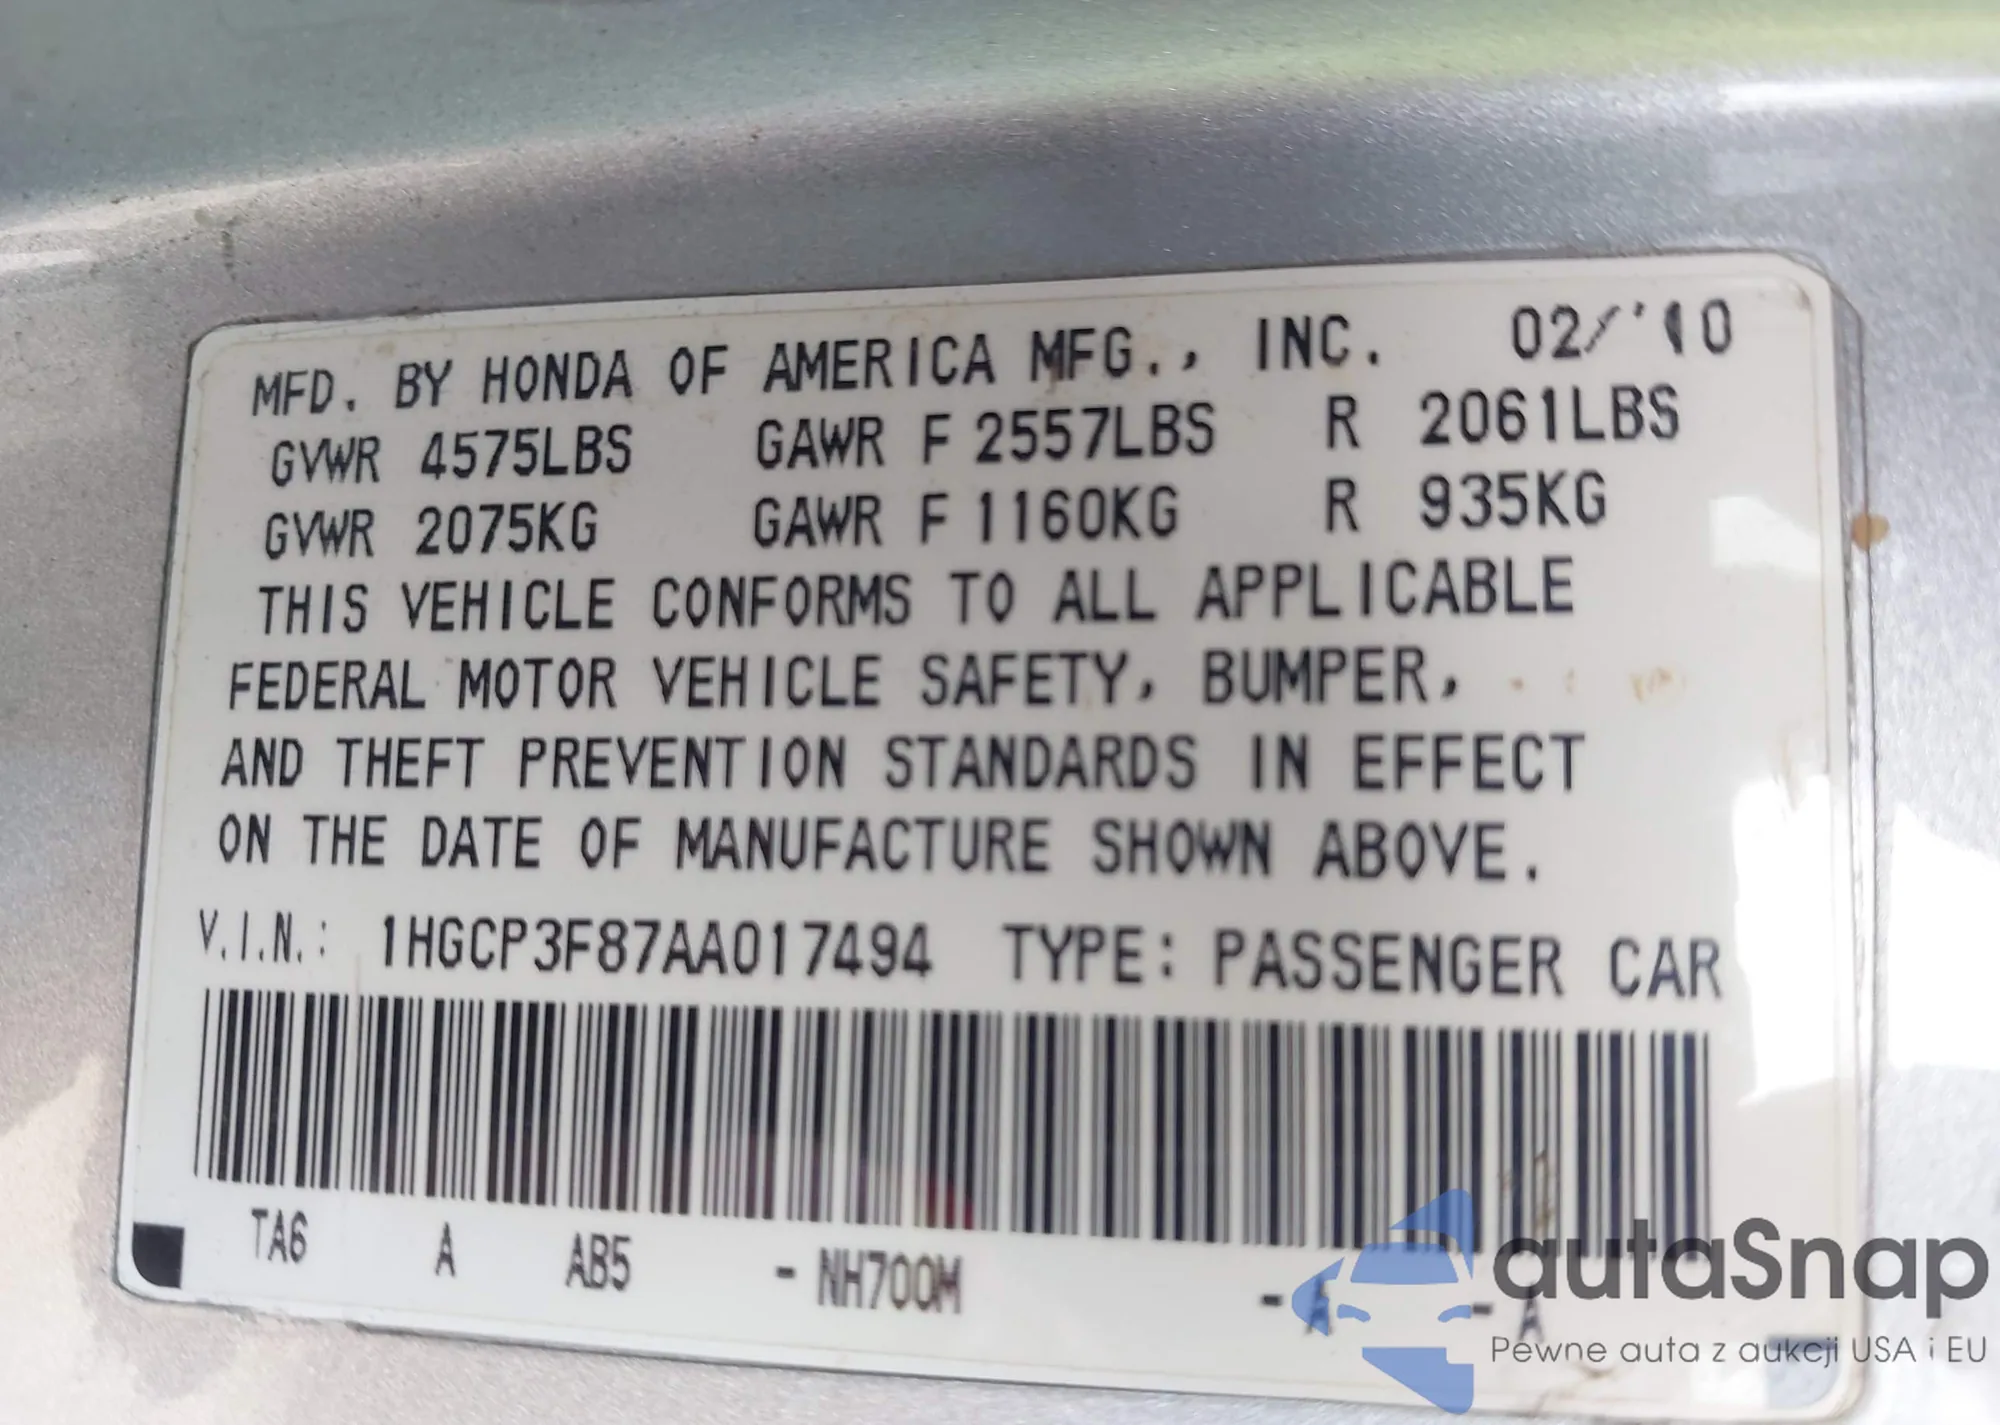 MFD. BY HONDA OF AMERICA MFG., INC. 02/'10
GVWR 4575LBS GAWR F 2557LBS R 2061LBS
GVWR 2075KG GAWR F 1160KG R 935KG
THIS VEHICLE CONFORMS TO ALL APPLICABLE
FEDERAL MOTOR VEHICLE SAFETY, BUMPER,
AND THEFT PREVENTION STANDARDS IN EFFECT
ON THE DATE OF MANUFACTURE SHOWN ABOVE.
V.I.N.: 1HGCP3F87AA017494 TYPE: PASSENGER CAR
TA6 A AB5 - NH700M - A - A
autaSnap
Pewne auta z aukcji USA i EU